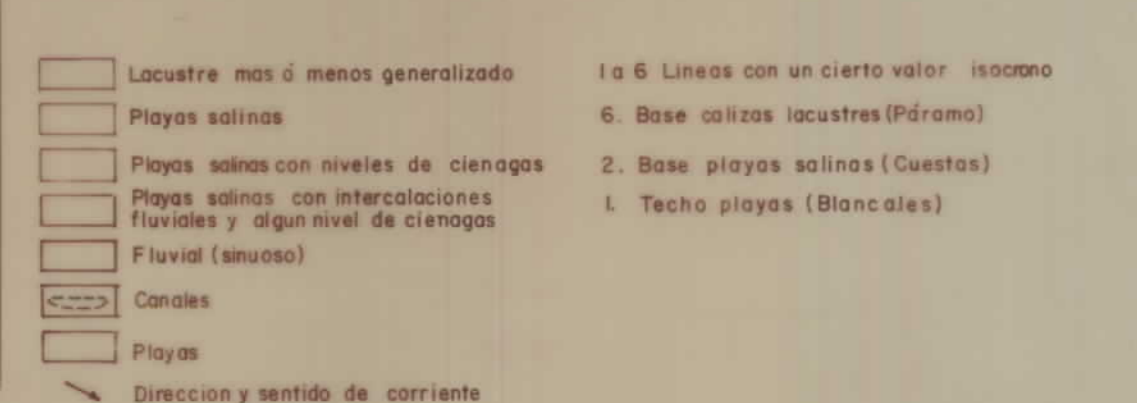 Lacustre mas ó menos generalizado
Playas salinas
Playas salinas con niveles de cienagas
Playas salinas con intercalaciones
fluviales y algun nivel de cienagas
Fluvial (sinuoso)
Canales
Playas
Direccion y sentido de corriente
1 a 6 Lineas con un cierto valor isocrono
6. Base calizas lacustres (Páramo)
2. Base playas salinas (Cuestas)
1. Techo playas (Blancales)